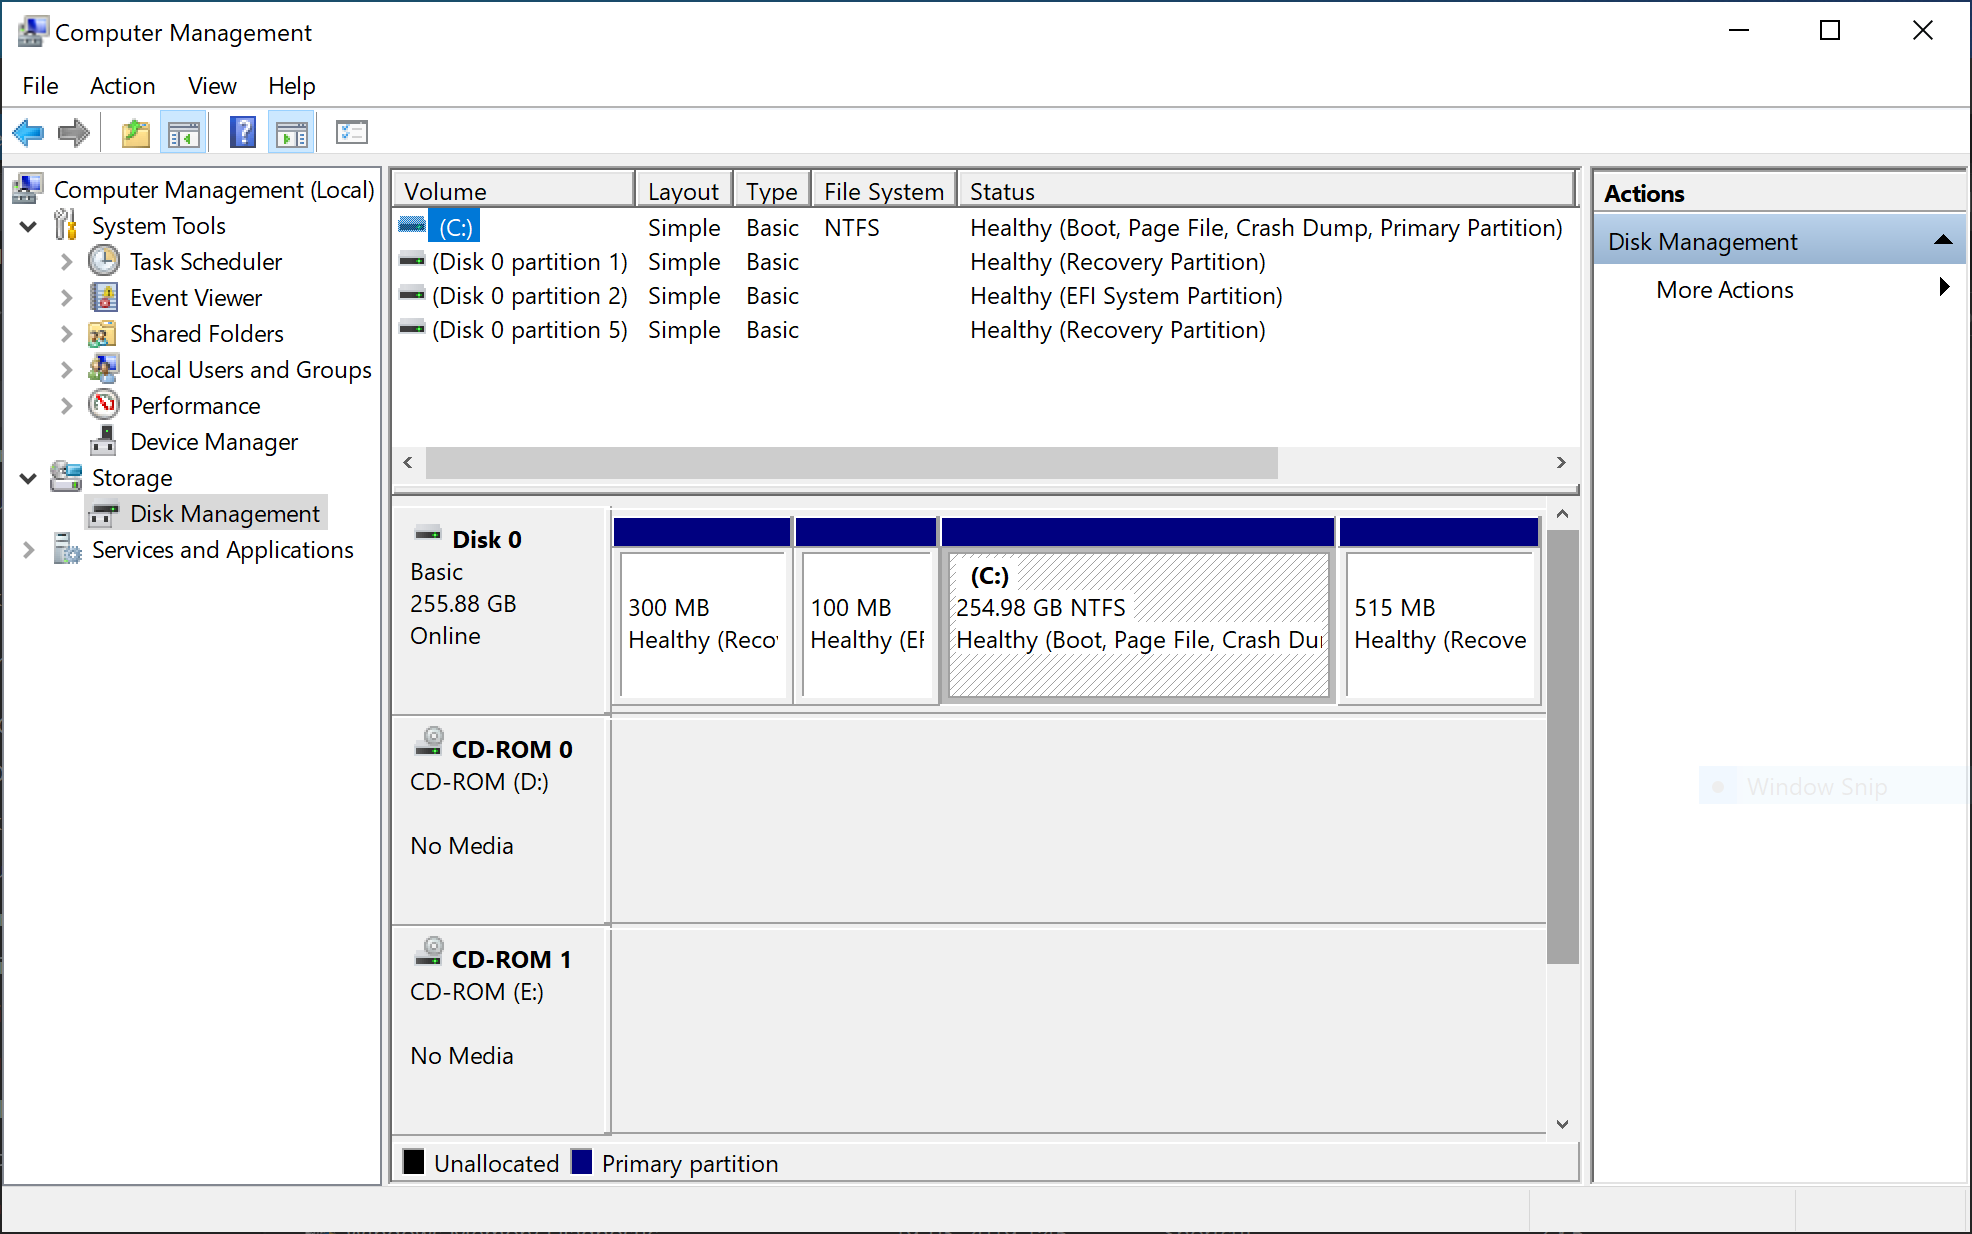 Computer Management
File Action View Help
Computer Management (Local)
System Tools
Task Scheduler
Event Viewer
Shared Folders
Local Users and Groups
Performance
Device Manager
Storage
Disk Management
Services and Applications
Volume Layout Type File System Status
(C:) Simple Basic NTFS Healthy (Boot, Page File, Crash Dump, Primary Partition)
(Disk 0 partition 1) Simple Basic Healthy (Recovery Partition)
(Disk 0 partition 2) Simple Basic Healthy (EFI System Partition)
(Disk 0 partition 5) Simple Basic Healthy (Recovery Partition)
Disk 0
Basic
255.88 GB
Online
300 MB
Healthy (Reco
100 MB
Healthy (EF
(C:)
254.98 GB NTFS
Healthy (Boot, Page File, Crash Du
515 MB
Healthy (Recove
CD-ROM 0
CD-ROM (D:)
No Media
CD-ROM 1
CD-ROM (E:)
No Media
Unallocated Primary partition
Actions
Disk Management
More Actions
Window Snip